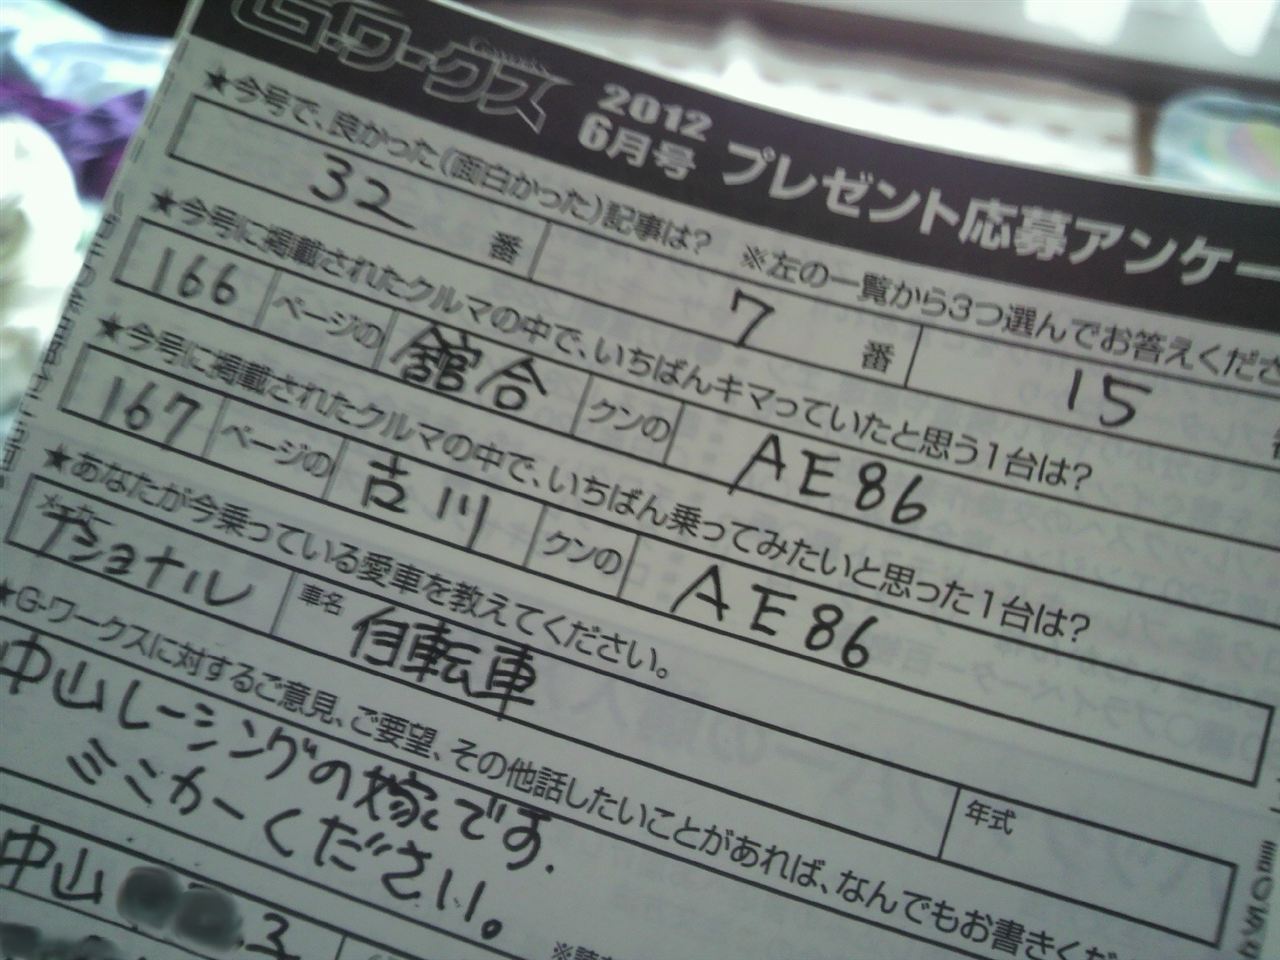 G-ワークス
G-works
2012
6月号 プレゼント応募アンケー
★今号で、良かった(面白かった)記事は? ※左の一覧から3つ選んでお答えくださ
32 番 7 番 15
★今号に掲載されたクルマの中で、いちばんキマっていたと思う1台は?
166 ページの 舘合 クンの AE86
★今号に掲載されたクルマの中で、いちばん乗ってみたいと思った1台は?
167 ページの 古川 クンの AE86
★あなたが今乗っている愛車を教えてください。
メーカー
ナショナル 車名 自転車 年式
★G-ワークスに対するご意見、ご要望、その他話したいことがあれば、なんでもお書きくだ
中山レーシングの嫁です.
ミミカーください。
中山